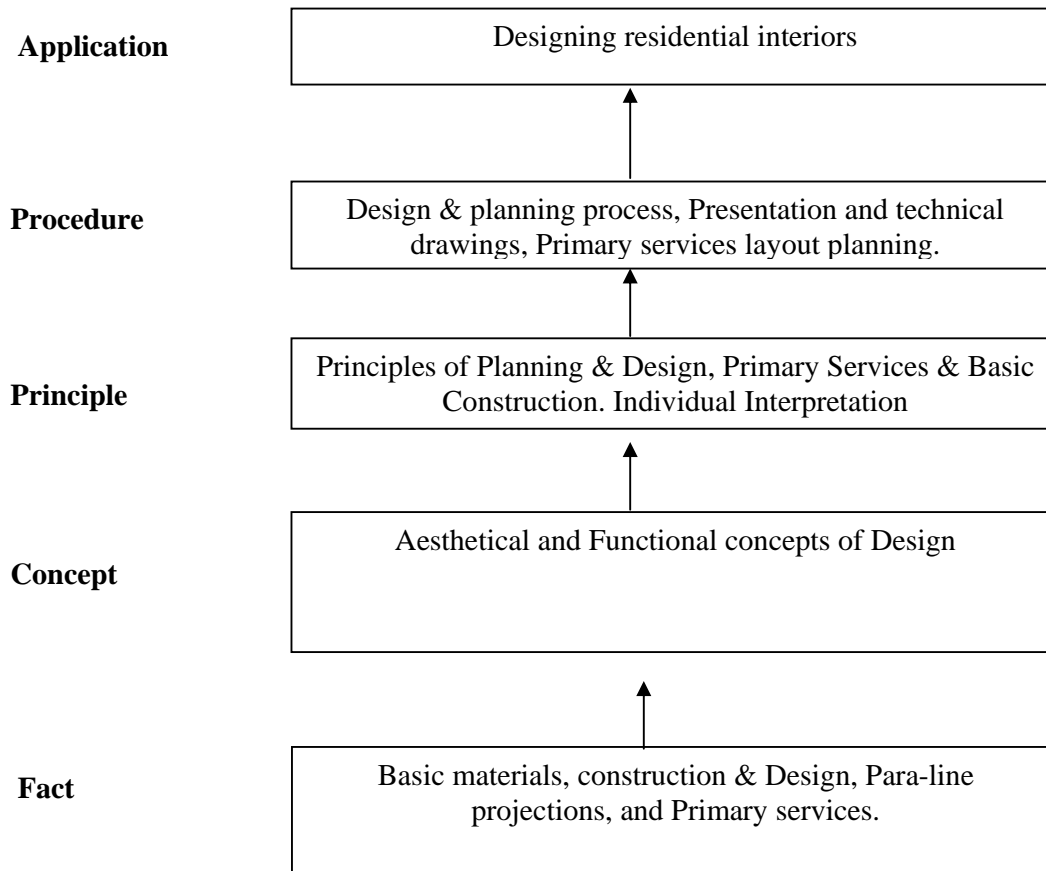 Application
Designing residential interiors
Procedure
Design & planning process, Presentation and technical
drawings, Primary services layout planning.
Principle
Principles of Planning & Design, Primary Services & Basic
Construction. Individual Interpretation
Concept
Aesthetical and Functional concepts of Design
Fact
Basic materials, construction & Design, Para-line
projections, and Primary services.